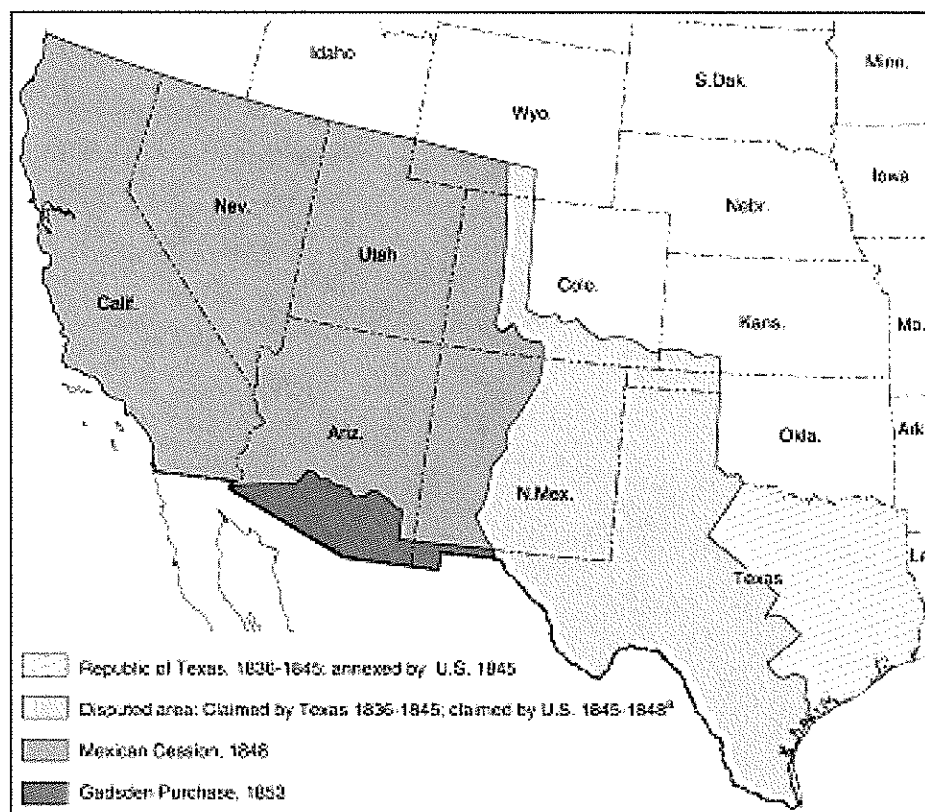 Idaho
Minn.
S.Dak.
Wyo.
Iowa
Nev.
Nebr.
Utah
Colo.
Calif.
Kans.
Mo.
Ariz.
Okla.
Ark
N.Mex.
La
Texas
Republic of Texas, 1836-1845; annexed by U.S. 1845
Disputed area: Claimed by Texas 1836-1845; claimed by U.S. 1845-1848a
Mexican Cession, 1848
Gadsden Purchase, 1853